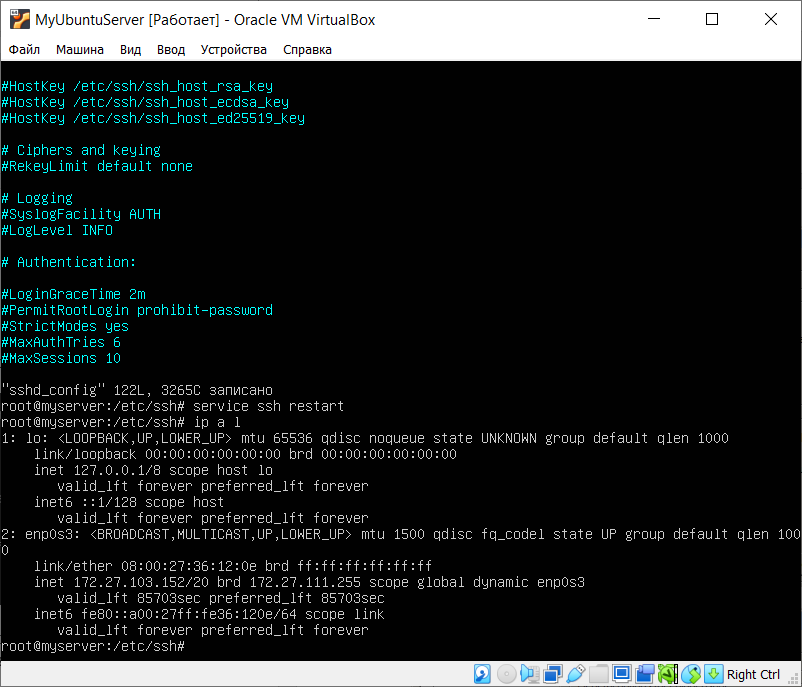 MyUbuntuServer [Работает] - Oracle VM VirtualBox
Файл Машина Вид Ввод Устройства Справка
#HostKey /etc/ssh/ssh_host_rsa_key
#HostKey /etc/ssh/ssh_host_ecdsa_key
#HostKey /etc/ssh/ssh_host_ed25519_key
# Ciphers and keying
#RekeyLimit default none
# Logging
#SyslogFacility AUTH
#LogLevel INFO
# Authentication:
#LoginGraceTime 2m
#PermitRootLogin prohibit-password
#StrictModes yes
#MaxAuthTries 6
#MaxSessions 10
"sshd_config" 122L, 3265C записано
root@myserver:/etc/ssh# service ssh restart
root@myserver:/etc/ssh# ip a l
1: lo: <LOOPBACK,UP,LOWER_UP> mtu 65536 qdisc noqueue state UNKNOWN group default qlen 1000
link/loopback 00:00:00:00:00:00 brd 00:00:00:00:00:00
inet 127.0.0.1/8 scope host lo
valid_lft forever preferred_lft forever
inet6 ::1/128 scope host
valid_lft forever preferred_lft forever
2: enp0s3: <BROADCAST,MULTICAST,UP,LOWER_UP> mtu 1500 qdisc fq_codel state UP group default qlen 100
0
link/ether 08:00:27:36:12:0e brd ff:ff:ff:ff:ff:ff
inet 172.27.103.152/20 brd 172.27.111.255 scope global dynamic enp0s3
valid_lft 85703sec preferred_lft 85703sec
inet6 fe80::a00:27ff:fe36:120e/64 scope link
valid_lft forever preferred_lft forever
root@myserver:/etc/ssh#
Right Ctrl